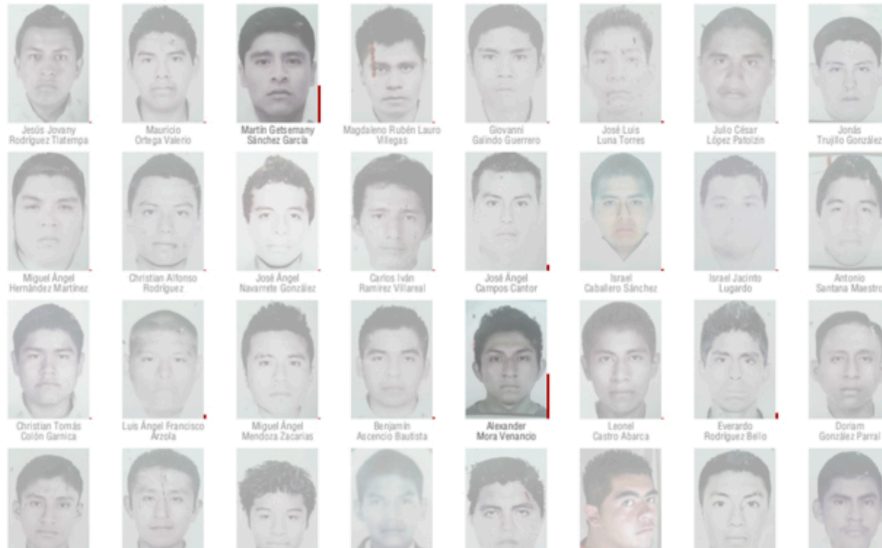 Jesús Jovany
Rodríguez Tlatempa
Mauricio
Ortega Valerio
Martín Getsemany
Sánchez García
Magdaleno Rubén Lauro
Villegas
Giovanni
Galindo Guerrero
José Luis
Luna Torres
Julio César
López Patolzin
Jonás
Trujillo González
Miguel Ángel
Hernández Martínez
Christian Alfonso
Rodríguez
José Ángel
Navarrete González
Carlos Iván
Ramírez Villareal
José Ángel
Campos Cantor
Israel
Caballero Sánchez
Israel Jacinto
Lugardo
Antonio
Santana Maestro
Christian Tomás
Colón Garnica
Luis Ángel Francisco
Arzola
Miguel Ángel
Mendoza Zacarías
Benjamín
Ascencio Bautista
Alexander
Mora Venancio
Leonel
Castro Abarca
Everardo
Rodríguez Bello
Doriam
González Parral